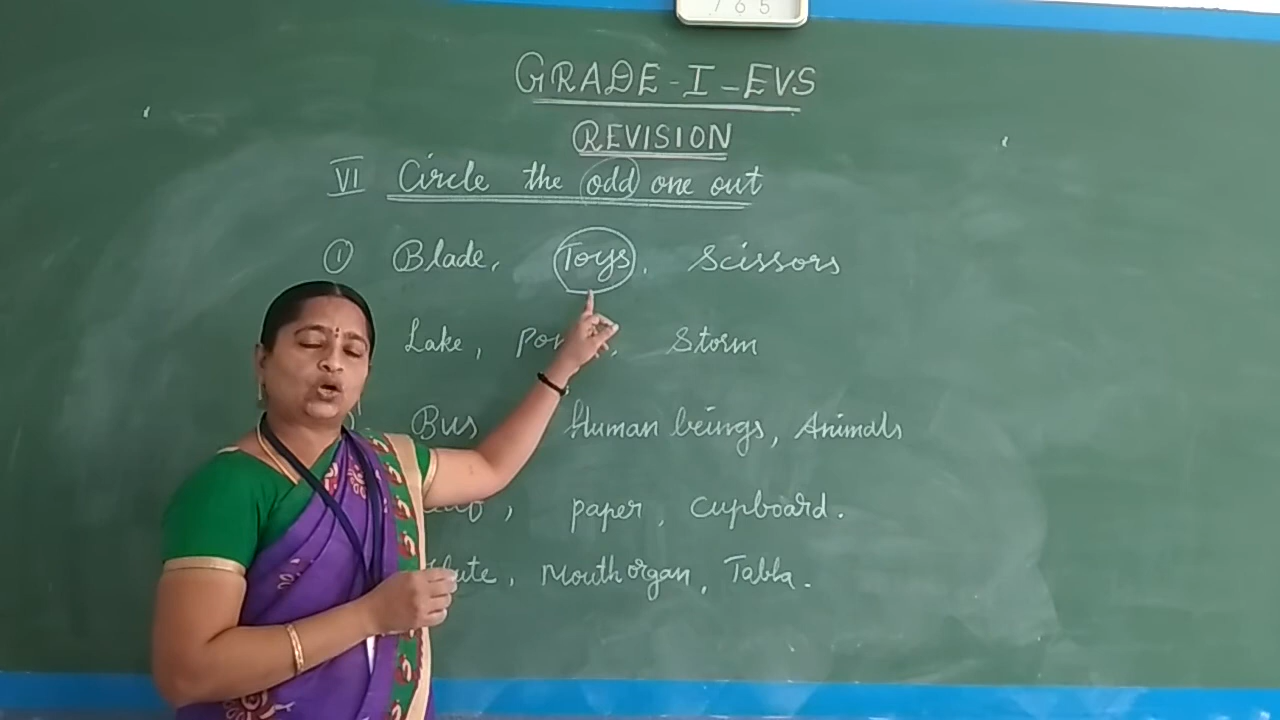 765
GRADE-I-EVS
REVISION
VI Circle the odd one out
① Blade, Toys, Scissors
Lake, Storm
Bus Human beings, Animals
, paper, Cupboard.
, Mouth organ, Tabla.